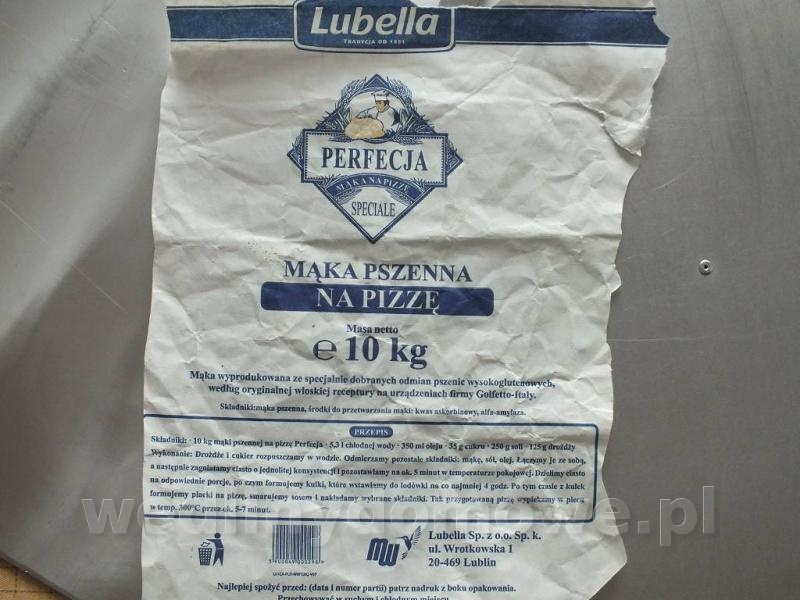 Lubella
TRADYCJA OD 1881
PERFECJA
MĄKA NA PIZZĘ
SPECIALE
MĄKA PSZENNA
NA PIZZĘ
Masa netto
℮ 10 kg
Mąka wyprodukowana ze specjalnie dobranych odmian pszenic wysokoglutenowych,
według oryginalnej włoskiej receptury na urządzeniach firmy Golfetto-Italy.
Składniki:mąka pszenna, środki do przetwarzania mąki: kwas askorbinowy, alfa-amylaza.
PRZEPIS
Składniki: · 10 kg mąki pszennej na pizzę Perfecja · 5,3 l chłodnej wody · 350 ml oleju · 35 g cukru · 250 g soli · 125 g drożdży
Wykonanie: Drożdże i cukier rozpuszczamy w wodzie. Odmierzamy pozostałe składniki: mąkę, sól, olej. Łączymy je ze sobą,
a następnie zagniatamy ciasto o jednolitej konsystencji i pozostawiamy na ok. 5 minut w temperaturze pokojowej. Dzielimy ciasto
na odpowiednie porcje, po czym formujemy kulki, które wstawimy do lodówki na co najmniej 4 godz. Po tym czasie z kulek
formujemy placki na pizzę, smarujemy sosem i nakładamy wybrane składniki. Tak przygotowaną pizzę wypiekamy w piecu
w temp. 300°C przez ok. 5-7 minut.
wedlinydomowe.pl
MW
Lubella Sp. z o.o. Sp. k.
ul. Wrotkowska 1
20-469 Lublin
Najlepiej spożyć przed: (data i numer partii) patrz nadruk z boku opakowania.
Przechowywać w suchym i chłodnym miejscu.